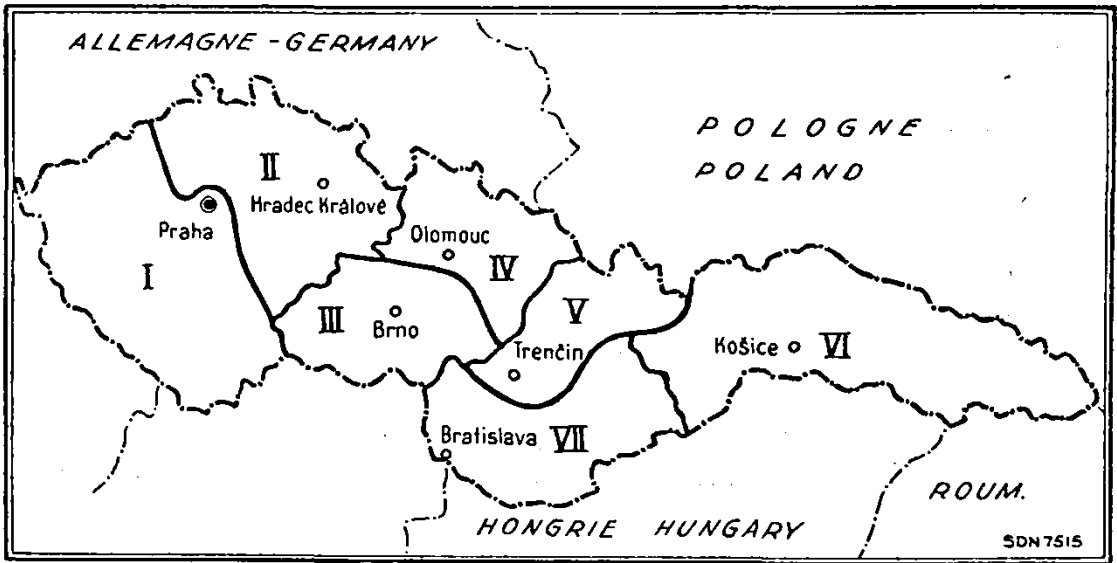 ALLEMAGNE - GERMANY
POLOGNE
POLAND
II
Hradec Králové
Praha
Olomouc
IV
I
III
Brno
V
Trenčin
Košice
VI
Bratislava
VII
ROUM.
HONGRIE HUNGARY
SDN 7515